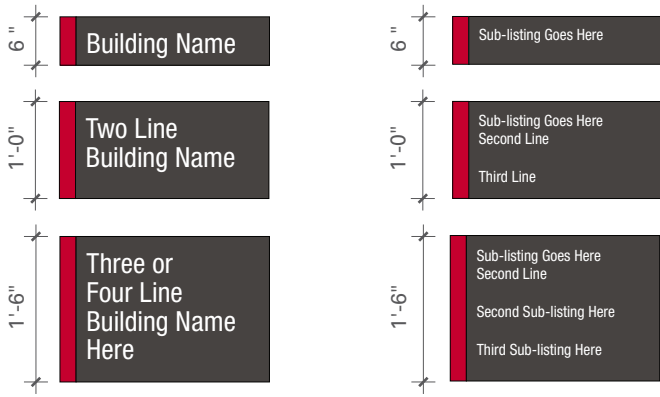 6 "
Building Name
6 "
Sub-listing Goes Here
1'-0"
Two Line
Building Name
1'-0"
Sub-listing Goes Here
Second Line
Third Line
1'-6"
Three or
Four Line
Building Name
Here
1'-6"
Sub-listing Goes Here
Second Line
Second Sub-listing Here
Third Sub-listing Here